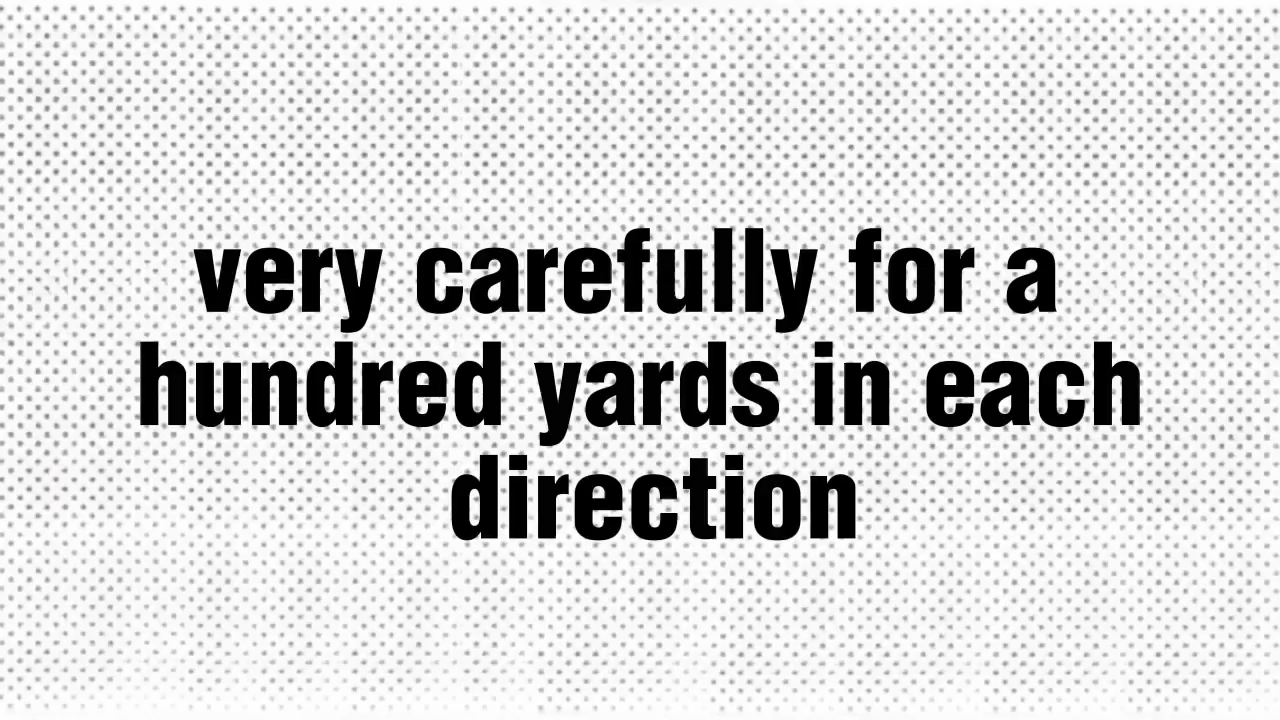 very carefully for a
hundred yards in each
direction